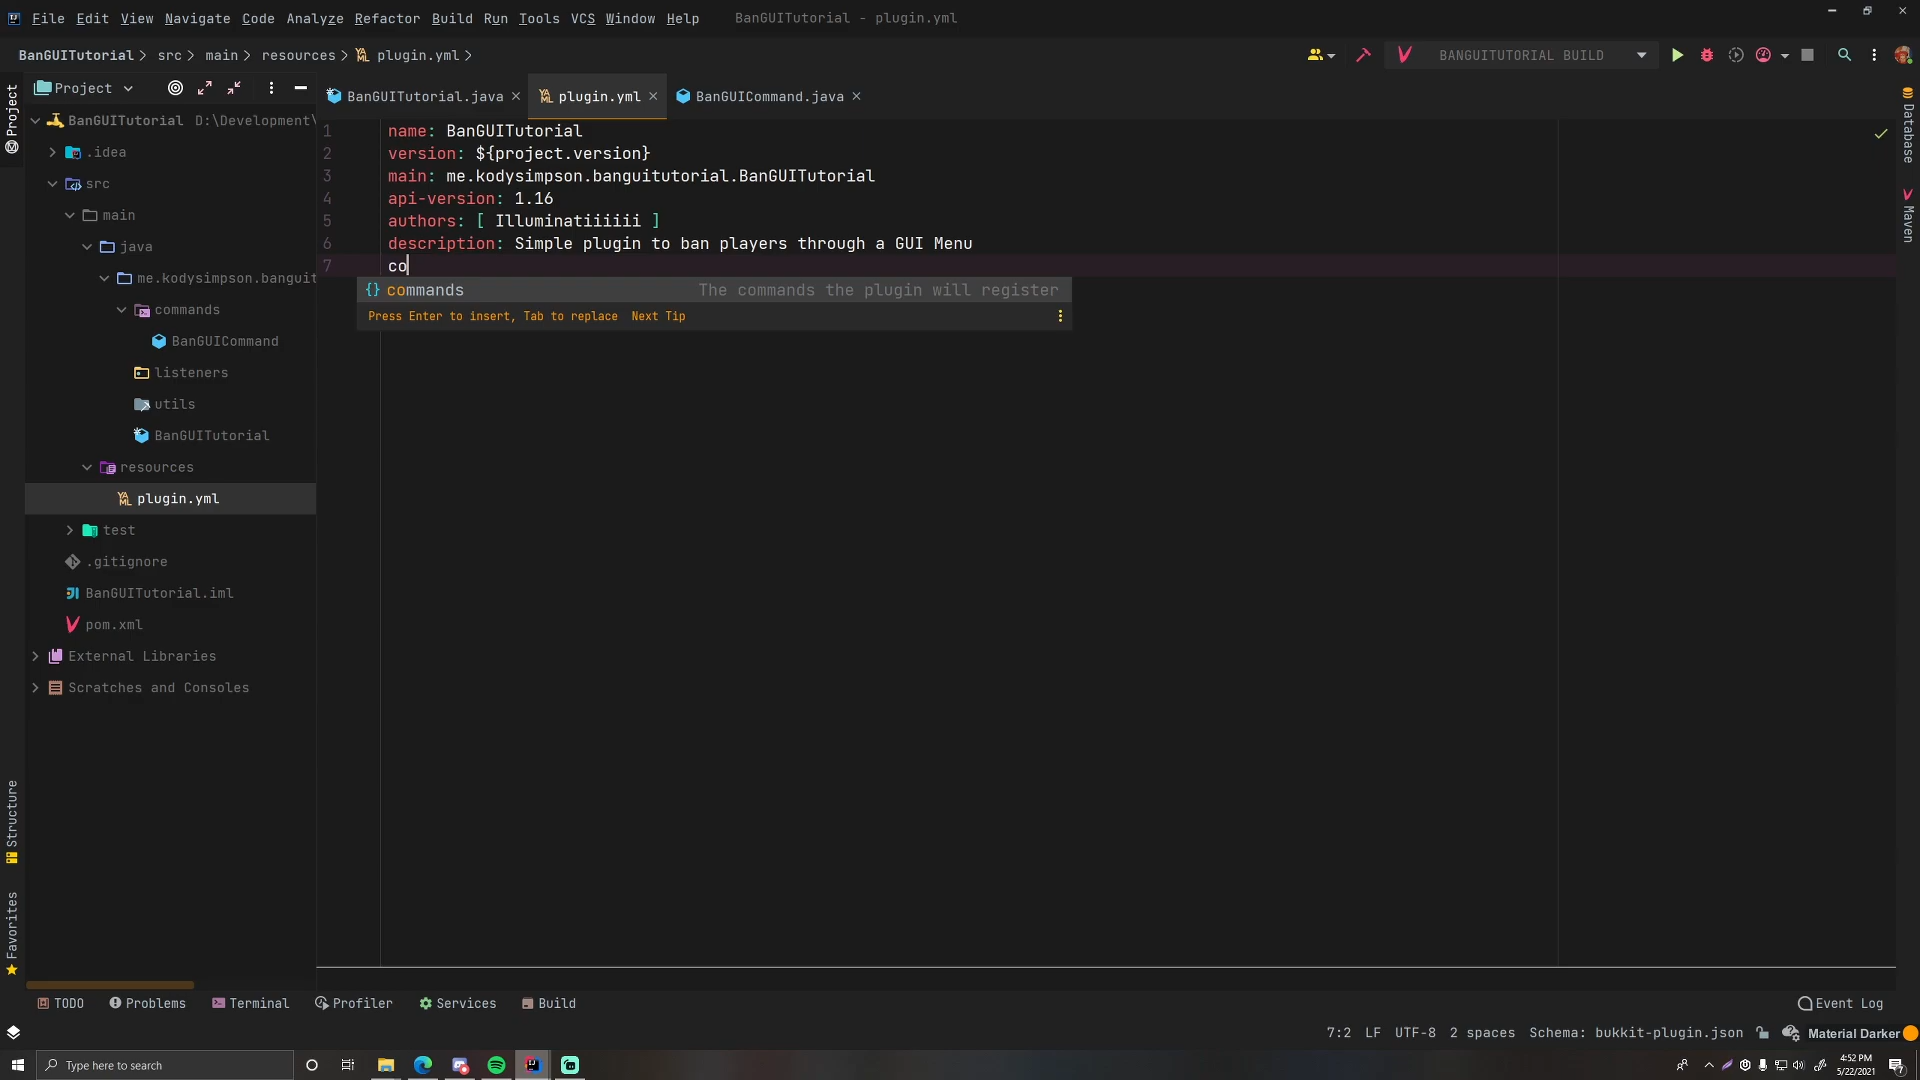 File Edit View Navigate Code Analyze Refactor Build Run Tools VCS Window Help BanGUITutorial - plugin.yml
BanGUITutorial > src > main > resources > plugin.yml >
BANGUITUTORIAL BUILD
Project
BanGUITutorial.java
plugin.yml
BanGUICommand.java
Project
Database
Maven
Structure
Favorites
BanGUITutorial D:\Development\
.idea
src
main
java
me.kodysimpson.banguit
commands
BanGUICommand
listeners
utils
BanGUITutorial
resources
plugin.yml
test
.gitignore
BanGUITutorial.iml
pom.xml
External Libraries
Scratches and Consoles
1 name: BanGUITutorial
2 version: ${project.version}
3 main: me.kodysimpson.banguitutorial.BanGUITutorial
4 api-version: 1.16
5 authors: [ Illuminatiiiiii ]
6 description: Simple plugin to ban players through a GUI Menu
7 co
{} commands The commands the plugin will register
Press Enter to insert, Tab to replace Next Tip
TODO Problems Terminal Profiler Services Build Event Log
7:2 LF UTF-8 2 spaces Schema: bukkit-plugin.json Material Darker
Type here to search
4:52 PM
5/22/2021